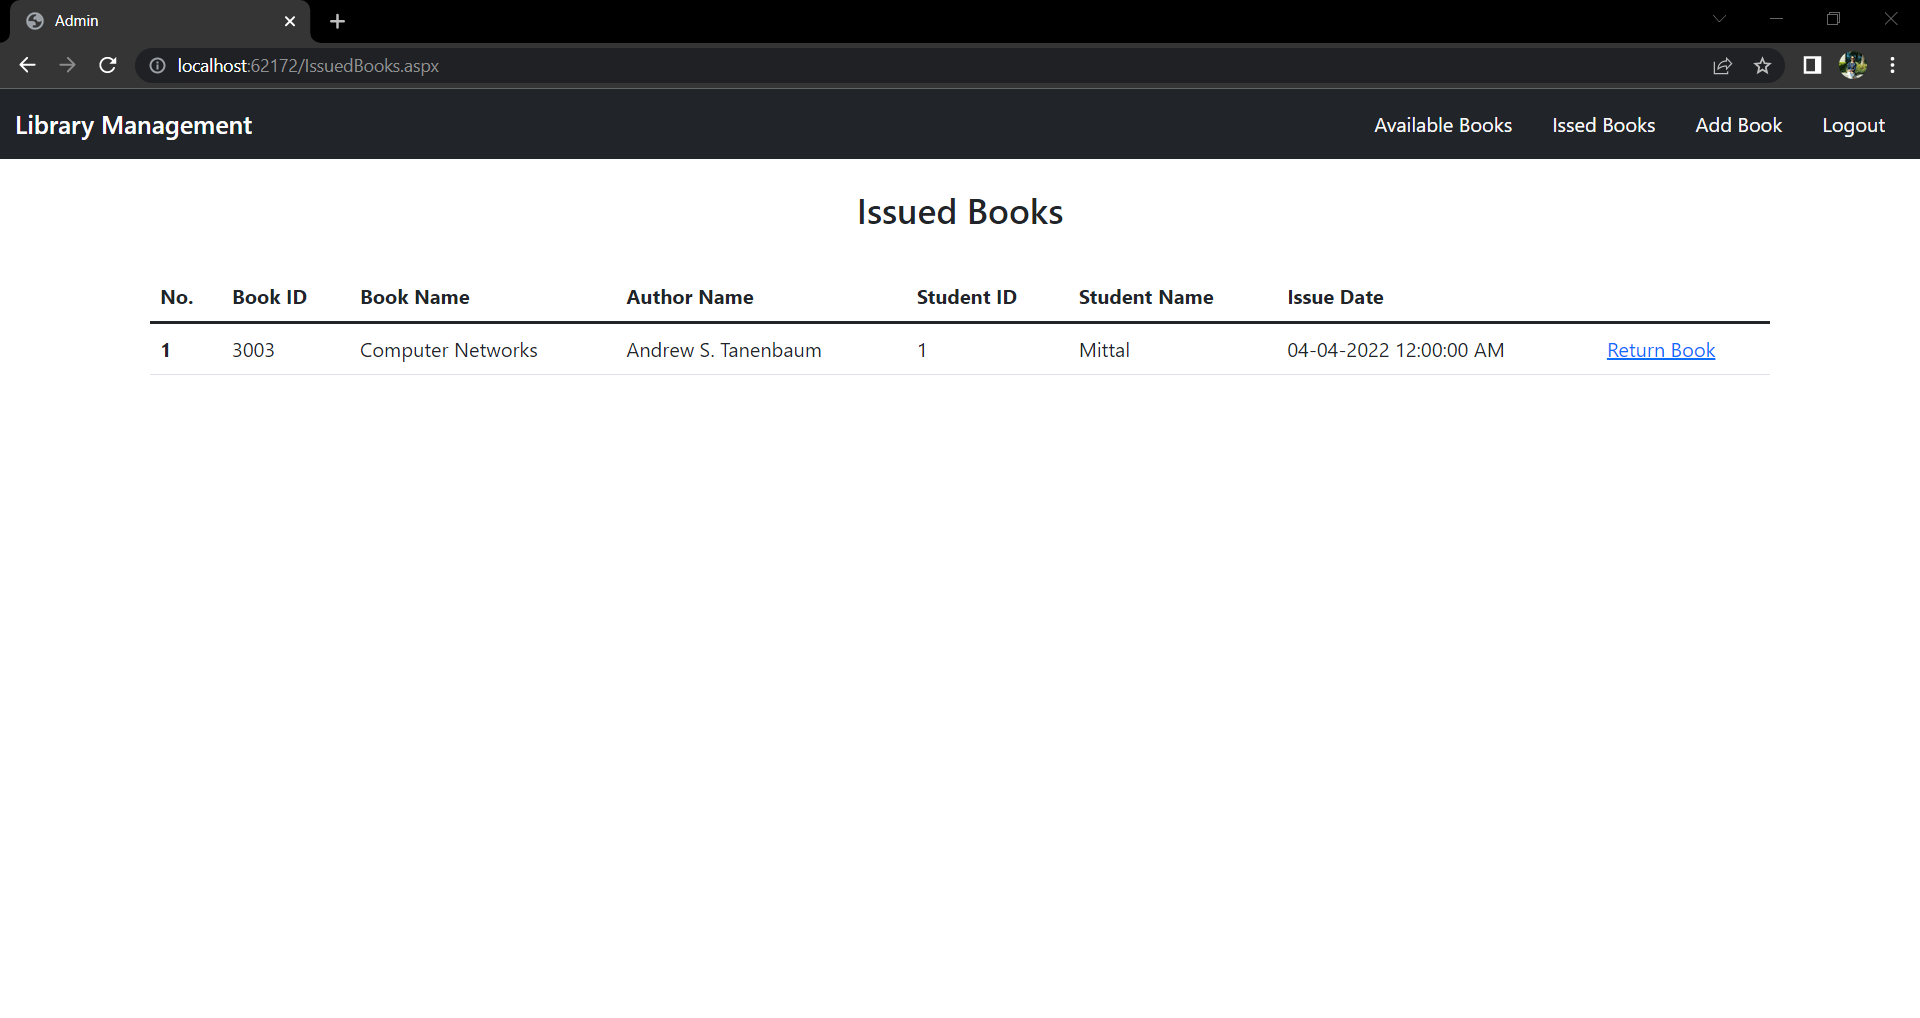 Admin
localhost:62172/IssuedBooks.aspx
Library Management Available Books Issed Books Add Book Logout
Issued Books
No. Book ID Book Name Author Name Student ID Student Name Issue Date
1 3003 Computer Networks Andrew S. Tanenbaum 1 Mittal 04-04-2022 12:00:00 AM Return Book